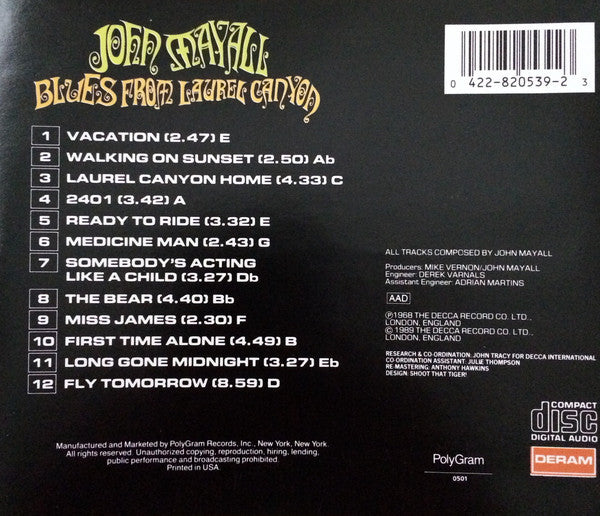 JOHN MAYALL
BLUES FROM LAUREL CANYON
0 422-820539-2 3
1 VACATION (2.47) E
2 WALKING ON SUNSET (2.50) Ab
3 LAUREL CANYON HOME (4.33) C
4 2401 (3.42) A
5 READY TO RIDE (3.32) E
6 MEDICINE MAN (2.43) G
7 SOMEBODY'S ACTING
LIKE A CHILD (3.27) Db
8 THE BEAR (4.40) Bb
9 MISS JAMES (2.30) F
10 FIRST TIME ALONE (4.49) B
11 LONG GONE MIDNIGHT (3.27) Eb
12 FLY TOMORROW (8.59) D
ALL TRACKS COMPOSED BY JOHN MAYALL
Producers: MIKE VERNON/JOHN MAYALL
Engineer: DEREK VARNALS
Assistant Engineer: ADRIAN MARTINS
AAD
℗1968 THE DECCA RECORD CO. LTD.,
LONDON, ENGLAND
©1989 THE DECCA RECORD CO. LTD.,
LONDON, ENGLAND.
RESEARCH & CO-ORDINATION: JOHN TRACY FOR DECCA INTERNATIONAL
CO ORDINATION ASSISTANT: JULIE THOMPSON
RE-MASTERING: ANTHONY HAWKINS
DESIGN: SHOOT THAT TIGER!
Manufactured and Marketed by PolyGram Records, Inc., New York, New York.
All rights reserved. Unauthorized copying, reproduction, hiring, lending,
public performance and broadcasting prohibited.
Printed in USA.
PolyGram
0501
COMPACT
disc
DIGITAL AUDIO
DERAM